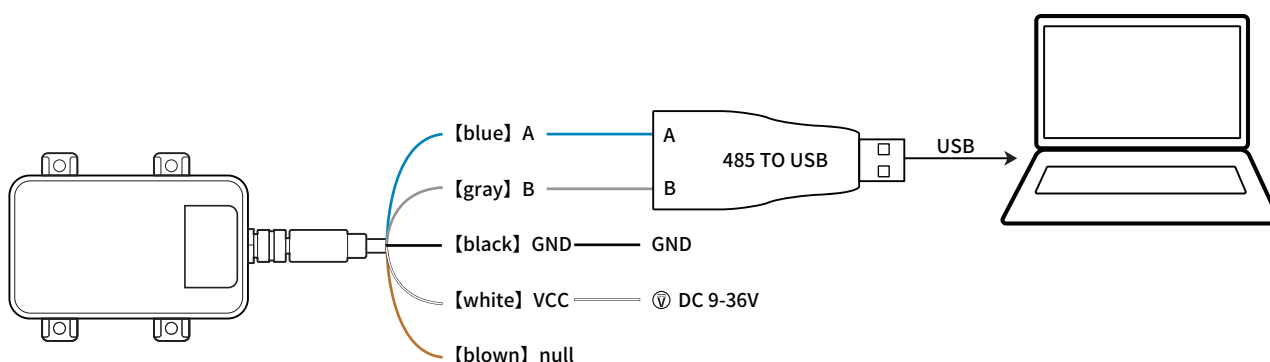 【blue】A
A
485 TO USB
USB
【gray】B
B
【black】GND
GND
【white】VCC
V DC 9-36V
【blown】null